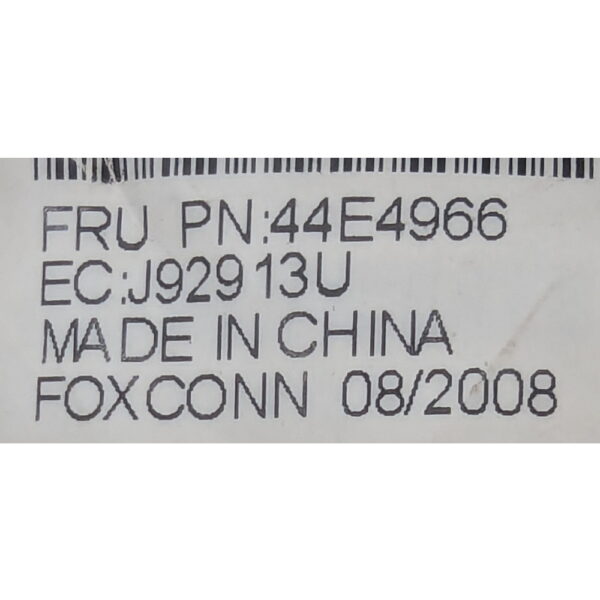 FRU PN:44E4966
EC:J92913U
MADE IN CHINA
FOXCONN 08/2008